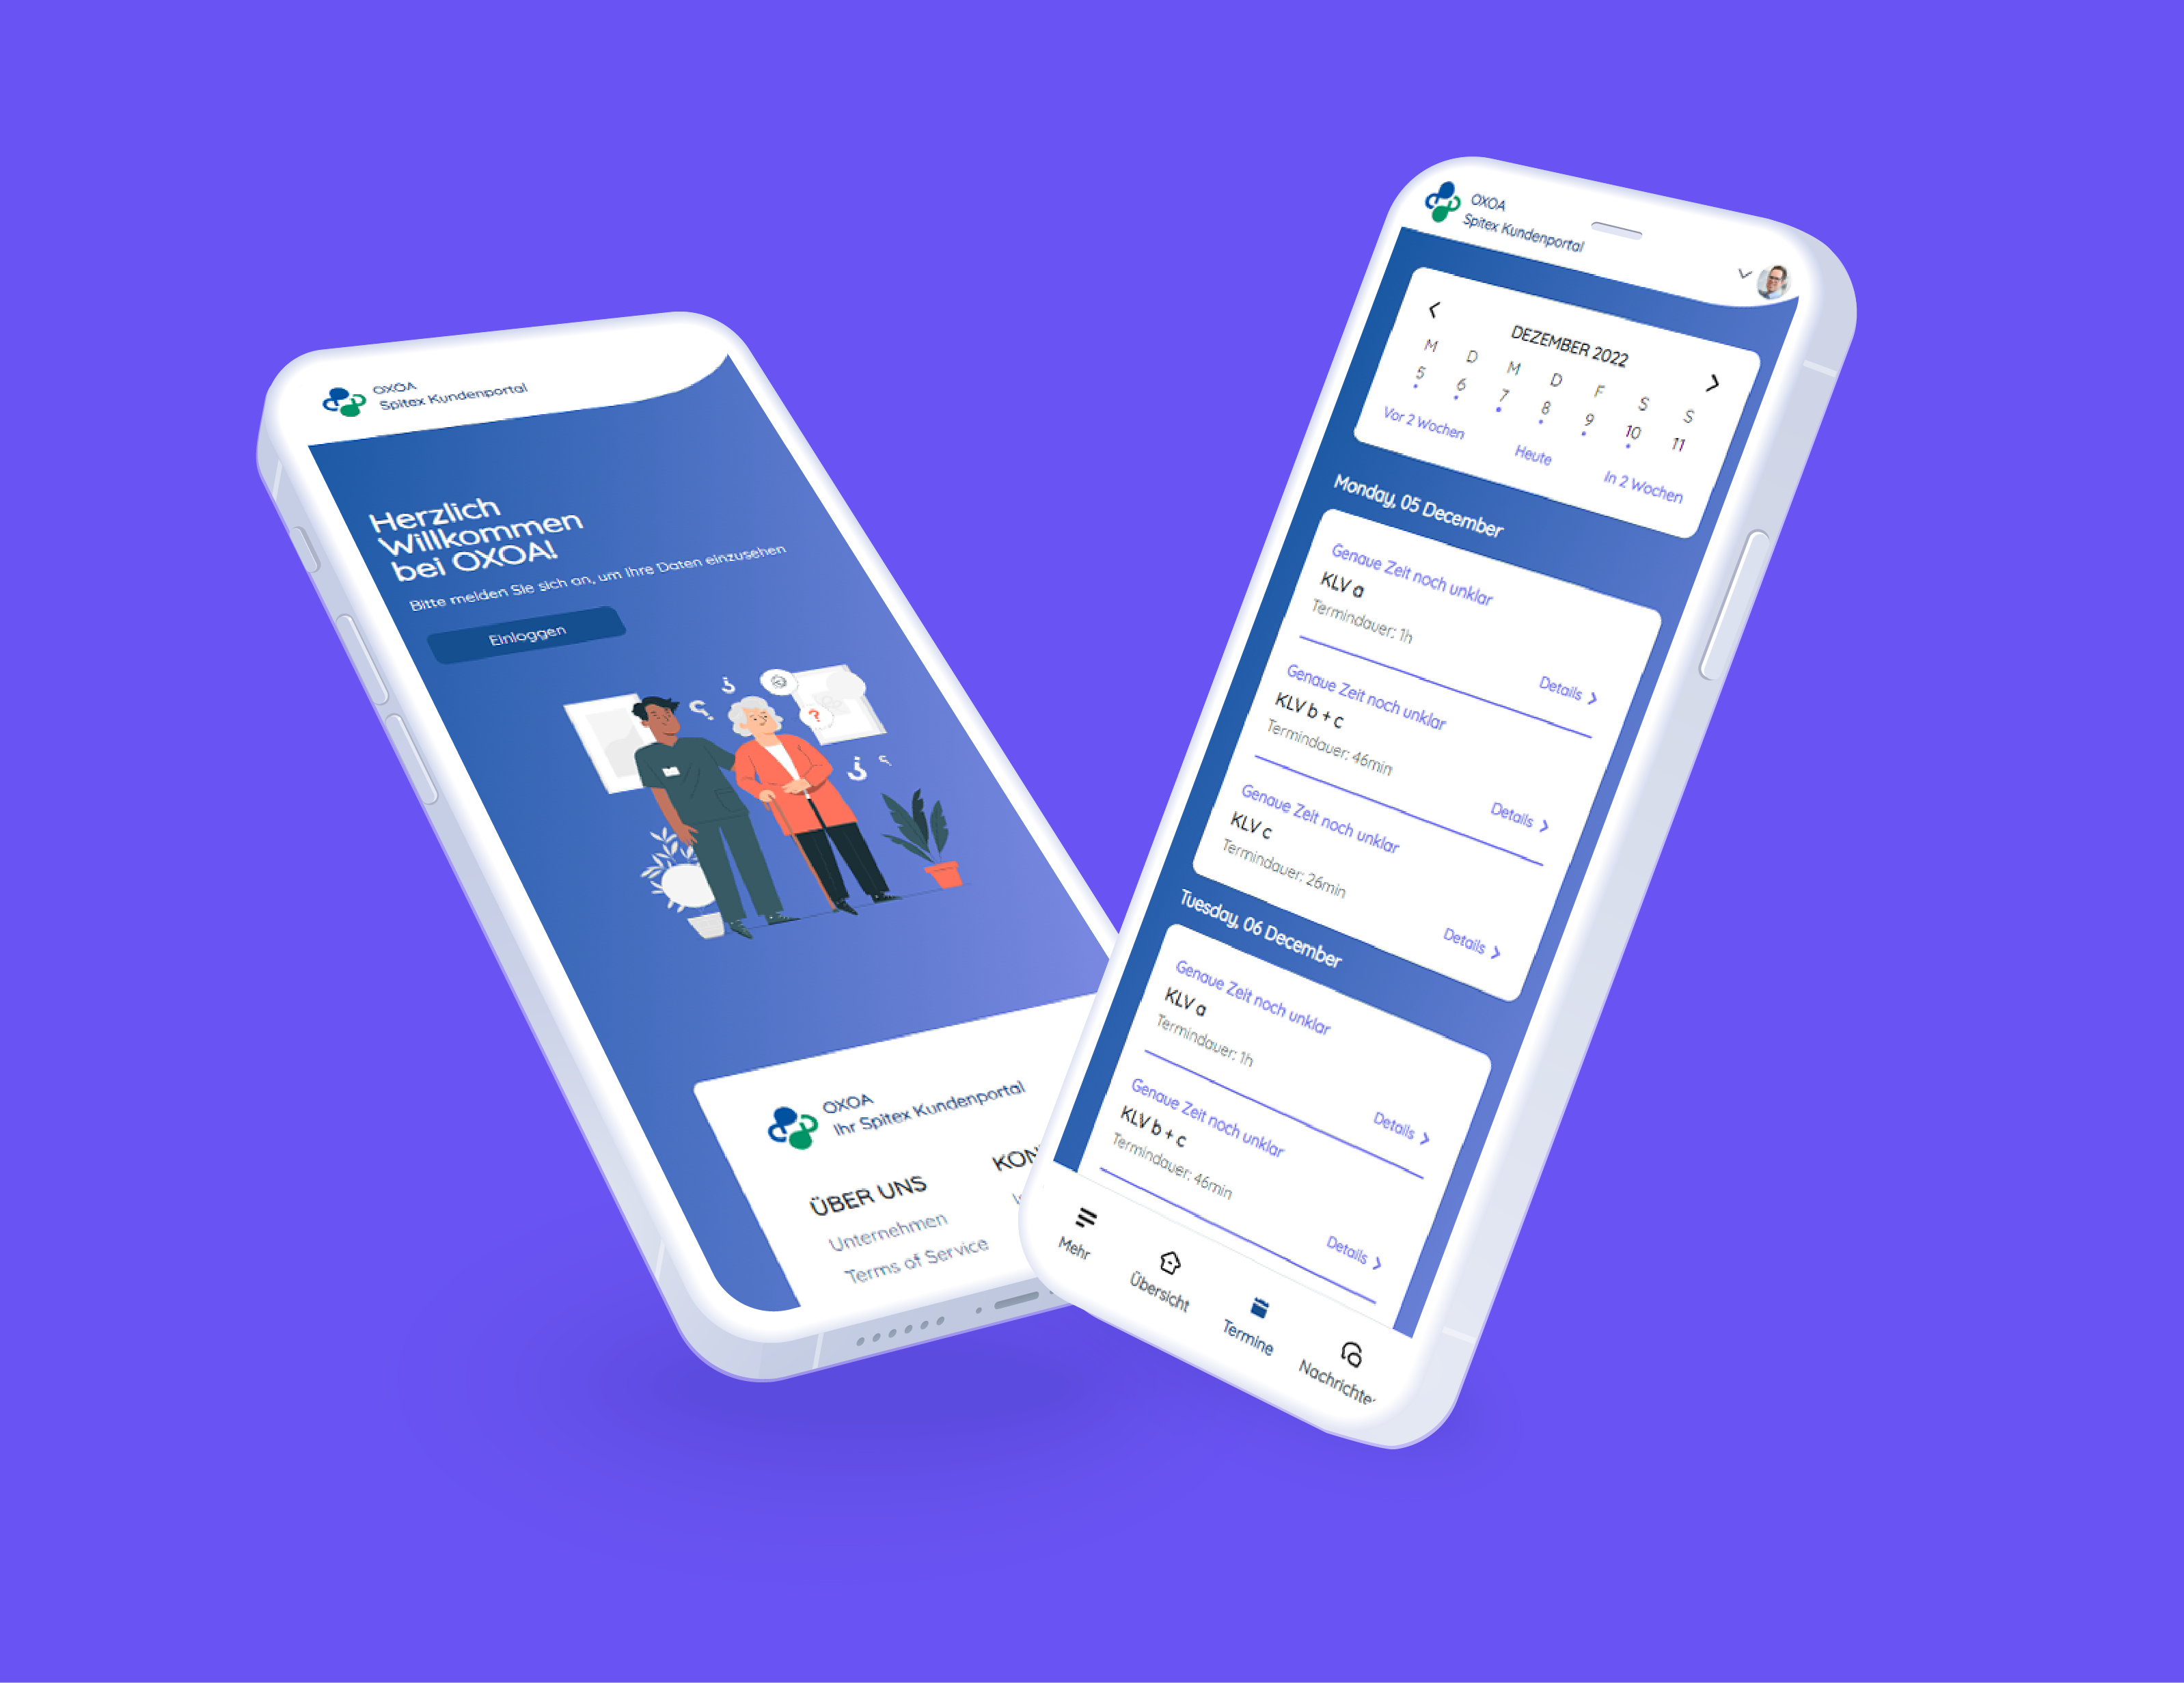 OXOA
Spitex Kundenportal
Herzlich
Willkommen
bei OXOA!
Bitte melden Sie sich an, um Ihre Daten einzusehen
Einloggen
OXOA
Ihr Spitex Kundenportal
ÜBER UNS
Unternehmen
Terms of Service
OXOA
Spitex Kundenportal
DEZEMBER 2022
M D M D F S S
5 6 7 8 9 10 11
Vor 2 Wochen Heute In 2 Wochen
Monday, 05 December
Genaue Zeit noch unklar
KLV a
Termindauer: 1h
Details
Genaue Zeit noch unklar
KLV b + c
Termindauer: 46min
Details
Genaue Zeit noch unklar
KLV c
Termindauer: 26min
Details
Tuesday, 06 December
Genaue Zeit noch unklar
KLV a
Termindauer: 1h
Details
Genaue Zeit noch unklar
KLV b + c
Termindauer: 46min
Details
Mehr Übersicht Termine